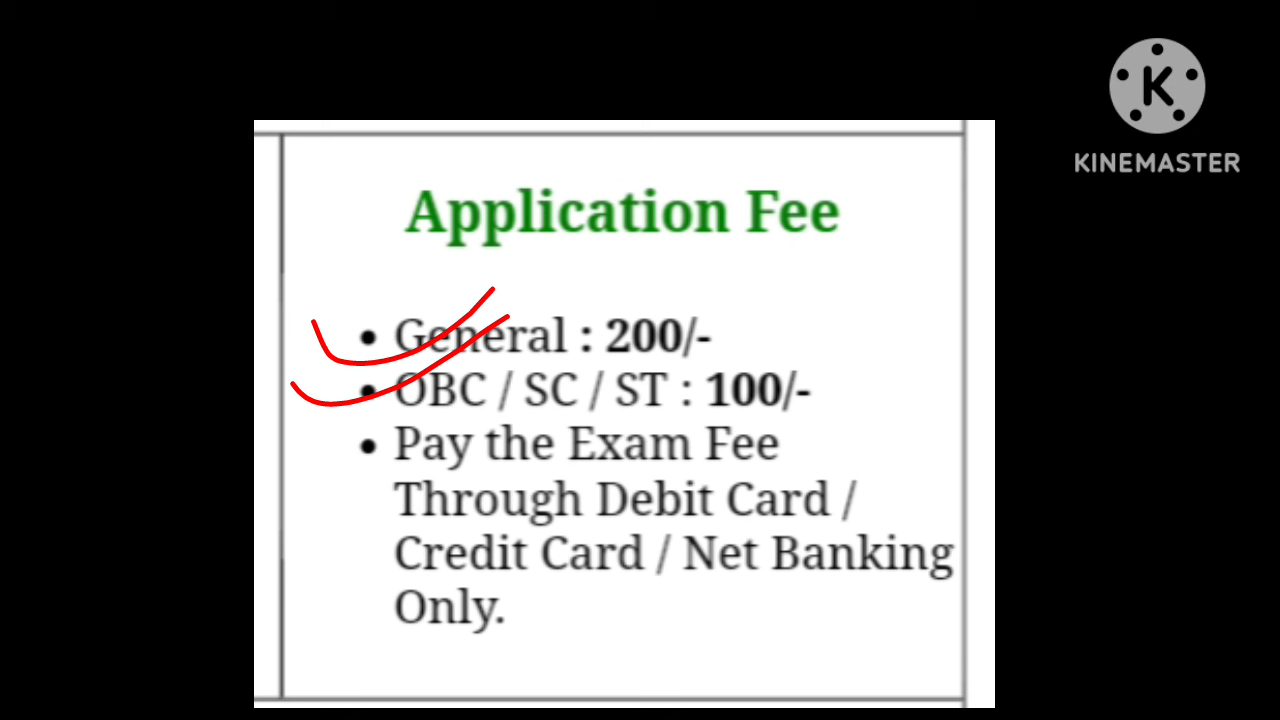 K
KINEMASTER
Application Fee
• General : 200/-
• OBC / SC / ST : 100/-
• Pay the Exam Fee
Through Debit Card /
Credit Card / Net Banking
Only.